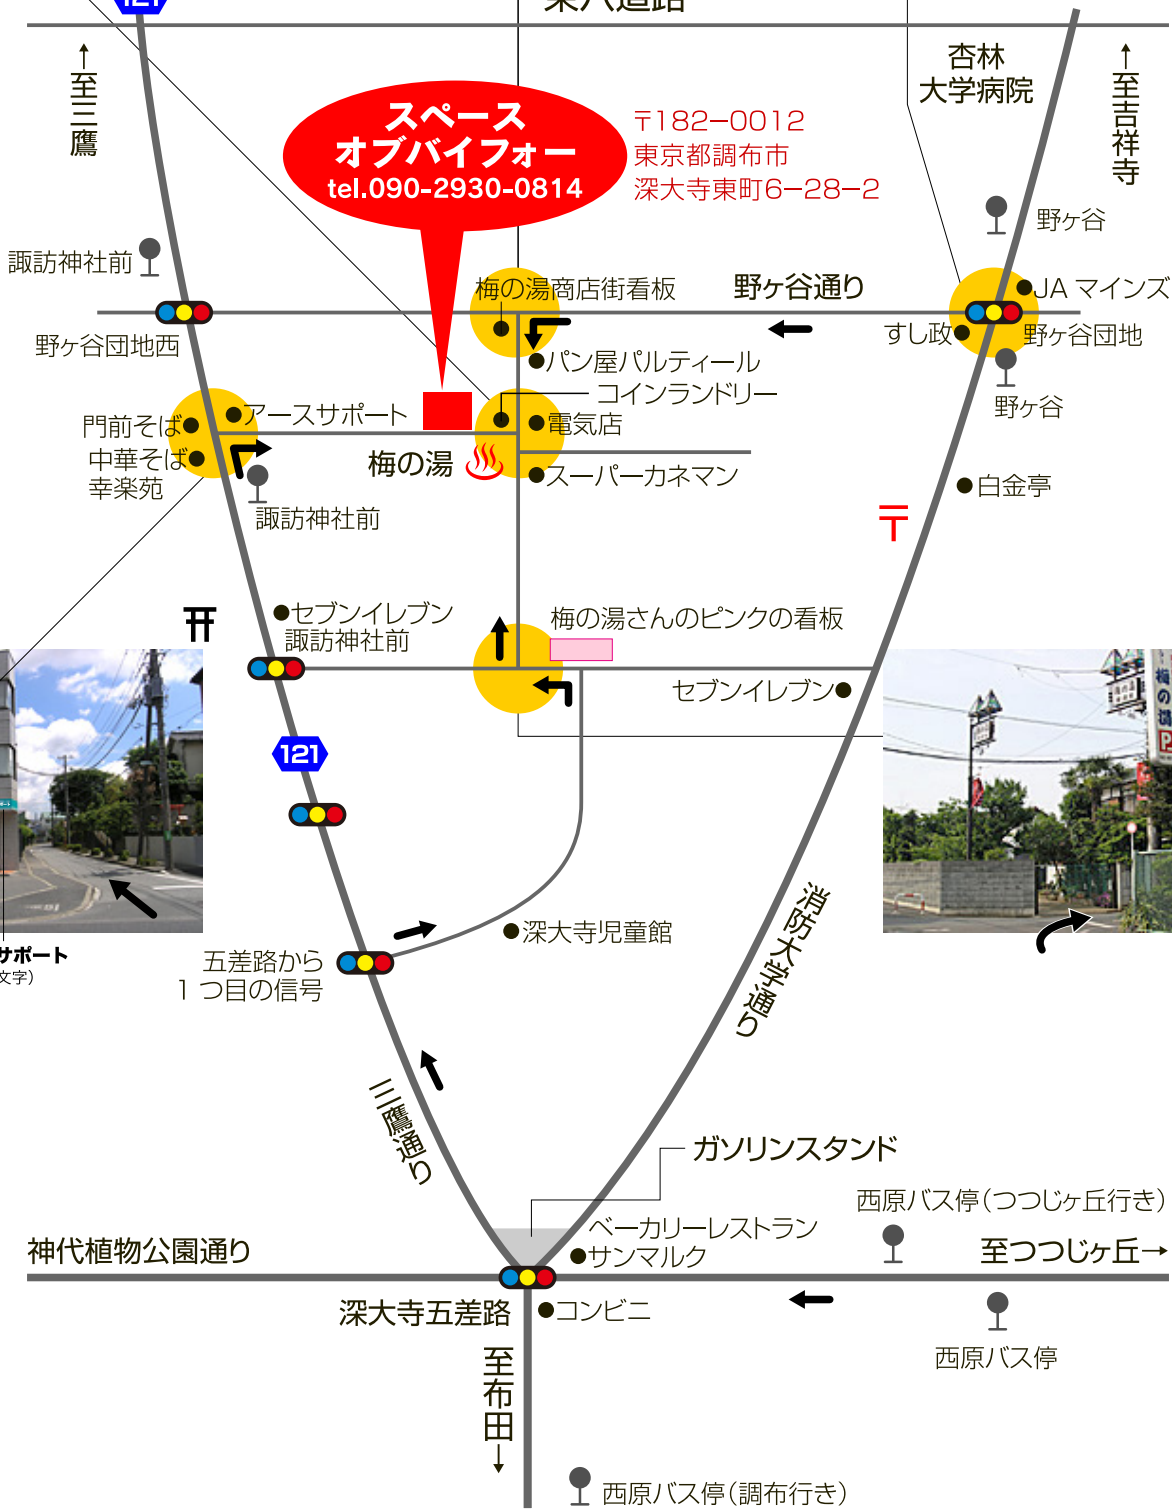 121
東八道路
↑至三鷹
杏林
大学病院
↑至吉祥寺
スペース
オブバイフォー
tel.090-2930-0814
〒182-0012
東京都調布市
深大寺東町6-28-2
野ヶ谷
諏訪神社前
梅の湯商店街看板
野ヶ谷通り
JA マインズ
すし政
野ヶ谷団地
野ヶ谷団地西
パン屋パルティール
コインランドリー
野ヶ谷
アースサポート
門前そば
電気店
中華そば
幸楽苑
梅の湯
スーパーカネマン
白金亭
諏訪神社前
〒
セブンイレブン
諏訪神社前
梅の湯さんのピンクの看板
セブンイレブン
梅の湯
P
121
消防大学通り
深大寺児童館
サポート
文字)
五差路から
1つ目の信号
三鷹通り
ガソリンスタンド
西原バス停(つつじヶ丘行き)
ベーカリーレストラン
サンマルク
神代植物公園通り
至つつじヶ丘→
深大寺五差路
コンビニ
西原バス停
至布田→
西原バス停(調布行き)